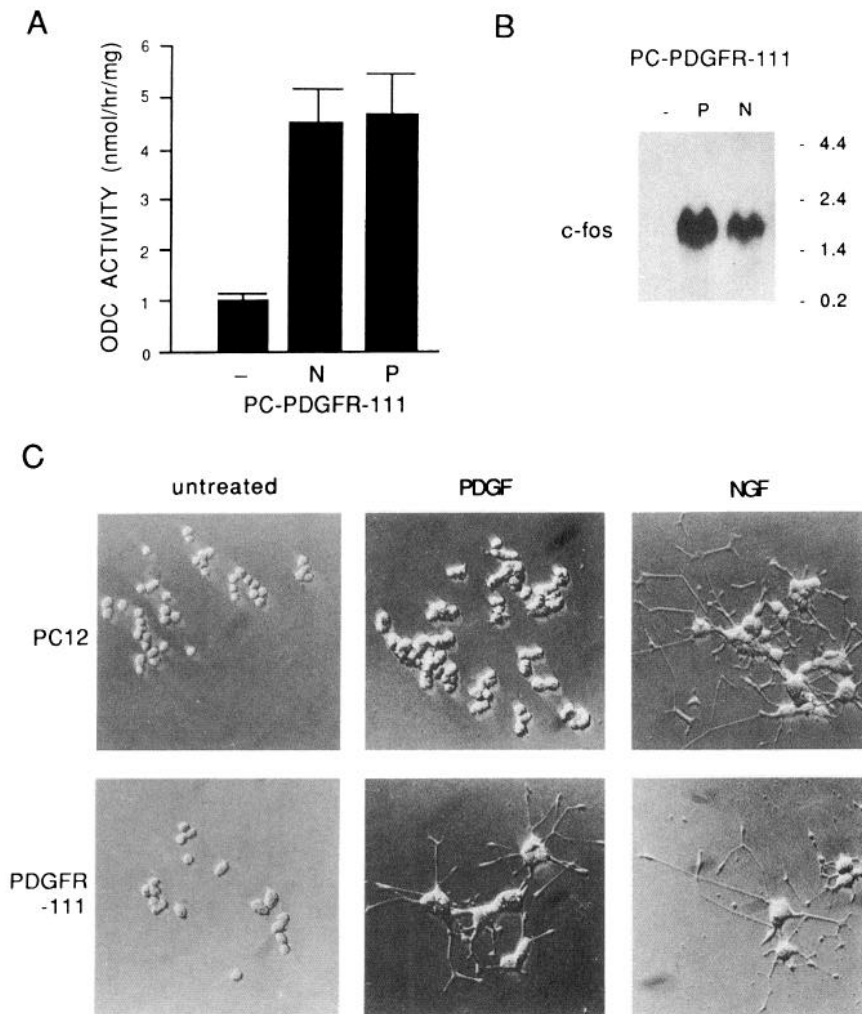 A
ODC ACTIVITY (nmol/hr/mg)
6
5
4
3
2
1
0
– N P
PC-PDGFR-111
B
PC-PDGFR-111
- P N
c-fos
- 4.4
- 2.4
- 1.4
- 0.2
C
untreated PDGF NGF
PC12
PDGFR
-111